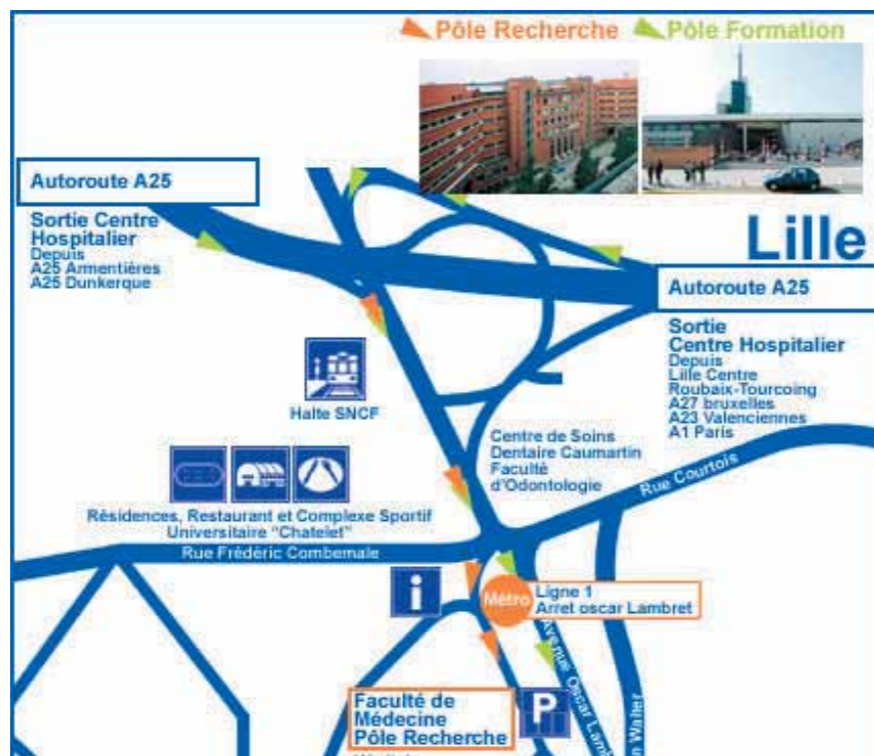 Pôle Recherche Pôle Formation
Autoroute A25
Sortie Centre
Hospitalier
Depuis
A25 Armentières
A25 Dunkerque
Lille
Autoroute A25
Sortie
Centre Hospitalier
Depuis
Lille Centre
Roubaix-Tourcoing
A27 bruxelles
A23 Valenciennes
A1 Paris
Halte SNCF
Centre de Soins
Dentaire Caumartin
Faculté
d'Odontologie
Rue Courtois
Résidences, Restaurant et Complexe Sportif
Universitaire "Chatelet"
Rue Frédéric Combemale
i
Métro
Ligne 1
Arret oscar Lambret
Avenue Oscar Lamb
n Walter
Faculté de
Médecine
Pôle Recherche
P